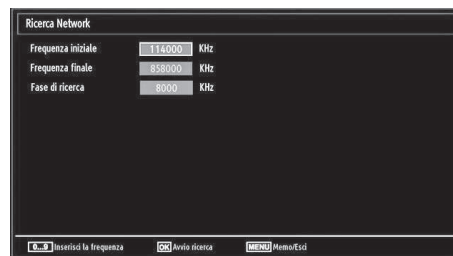 Ricerca Network
Frequenza iniziale 114000 KHz
Frequenza finale 858000 KHz
Fase di ricerca 8000 KHz
0...9 Inserisci la frequenza OK Avvio ricerca MENU Memo/Esci